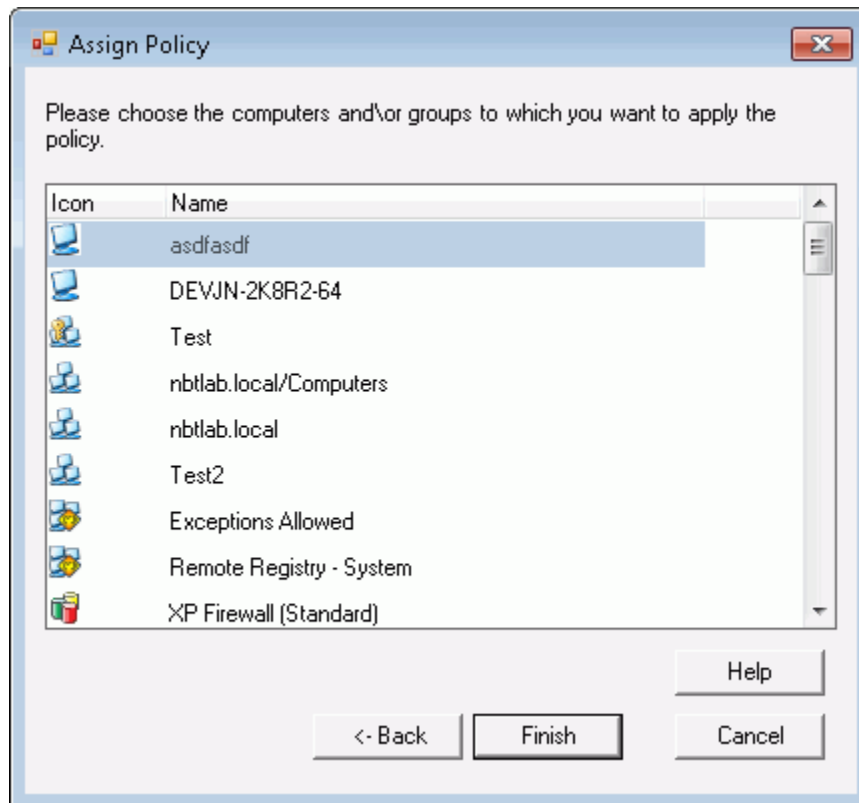 Assign Policy
Please choose the computers and\or groups to which you want to apply the
policy.
Icon Name
asdfasdf
DEVJN-2K8R2-64
Test
nbtlab.local/Computers
nbtlab.local
Test2
Exceptions Allowed
Remote Registry - System
XP Firewall (Standard)
Help
<- Back Finish Cancel